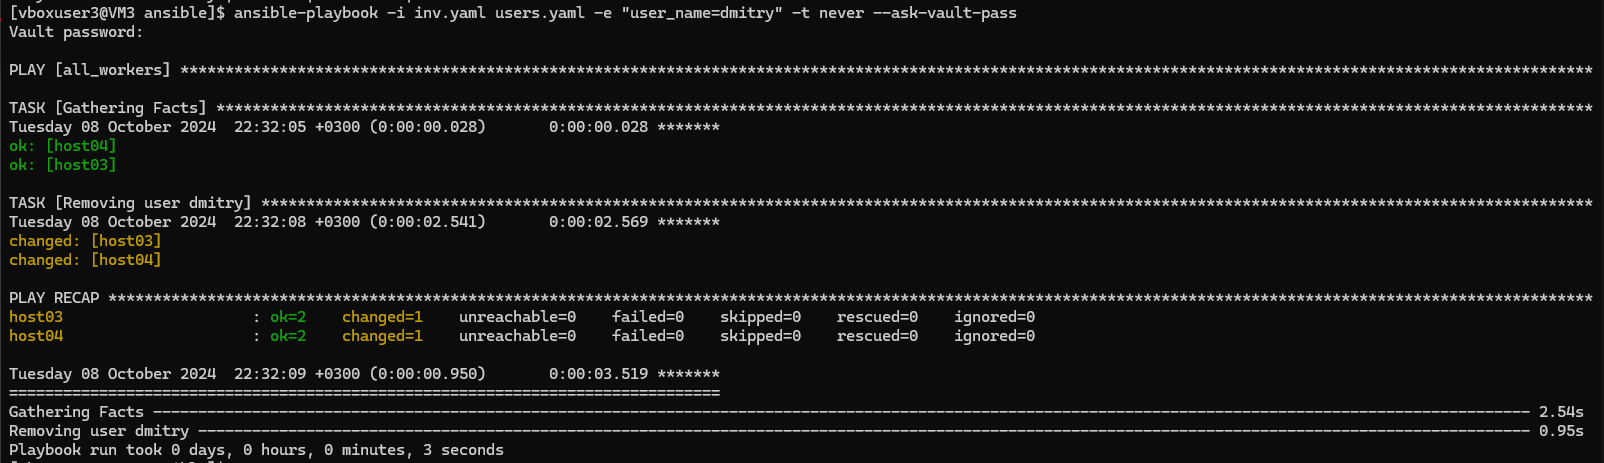 [vboxuser3@VM3 ansible]$ ansible-playbook -i inv.yaml users.yaml -e "user_name=dmitry" -t never --ask-vault-pass
Vault password:
PLAY [all_workers] *************************************************************************************************************************************************************
TASK [Gathering Facts] *********************************************************************************************************************************************************
Tuesday 08 October 2024  22:32:05 +0300 (0:00:00.028)       0:00:00.028 *******
ok: [host04]
ok: [host03]
TASK [Removing user dmitry] ****************************************************************************************************************************************************
Tuesday 08 October 2024  22:32:08 +0300 (0:00:02.541)       0:00:02.569 *******
changed: [host03]
changed: [host04]
PLAY RECAP *********************************************************************************************************************************************************************
host03                     : ok=2    changed=1    unreachable=0    failed=0    skipped=0    rescued=0    ignored=0
host04                     : ok=2    changed=1    unreachable=0    failed=0    skipped=0    rescued=0    ignored=0
Tuesday 08 October 2024  22:32:09 +0300 (0:00:00.950)       0:00:03.519 *******
===============================================================================
Gathering Facts --------------------------------------------------------------------------------------------------------------------------------------------------------- 2.54s
Removing user dmitry ---------------------------------------------------------------------------------------------------------------------------------------------------- 0.95s
Playbook run took 0 days, 0 hours, 0 minutes, 3 seconds